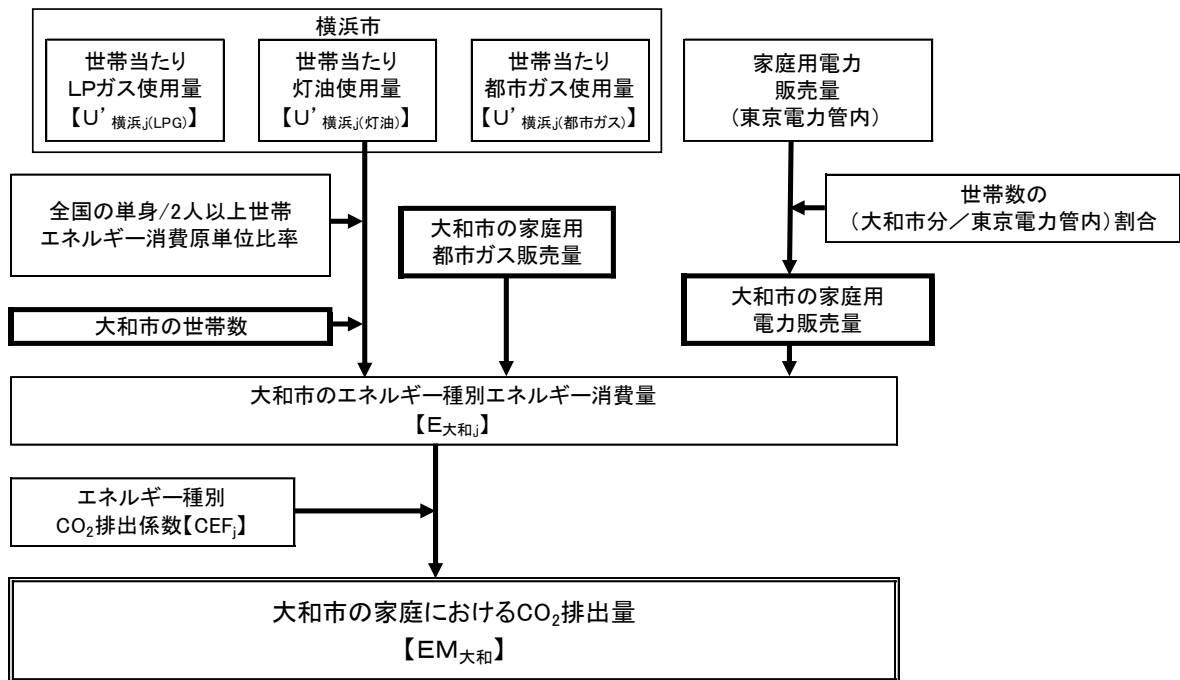 横浜市
世帯当たり
LPガス使用量
【U’横浜,j(LPG)】
世帯当たり
灯油使用量
【U’横浜,j(灯油)】
世帯当たり
都市ガス使用量
【U’横浜,j(都市ガス)】
家庭用電力
販売量
(東京電力管内)
全国の単身/2人以上世帯
エネルギー消費原単位比率
大和市の家庭用
都市ガス販売量
世帯数の
(大和市分/東京電力管内)割合
大和市の世帯数
大和市の家庭用
電力販売量
大和市のエネルギー種別エネルギー消費量
【E大和,j】
エネルギー種別
CO₂排出係数【CEFj】
大和市の家庭におけるCO₂排出量
【EM大和】